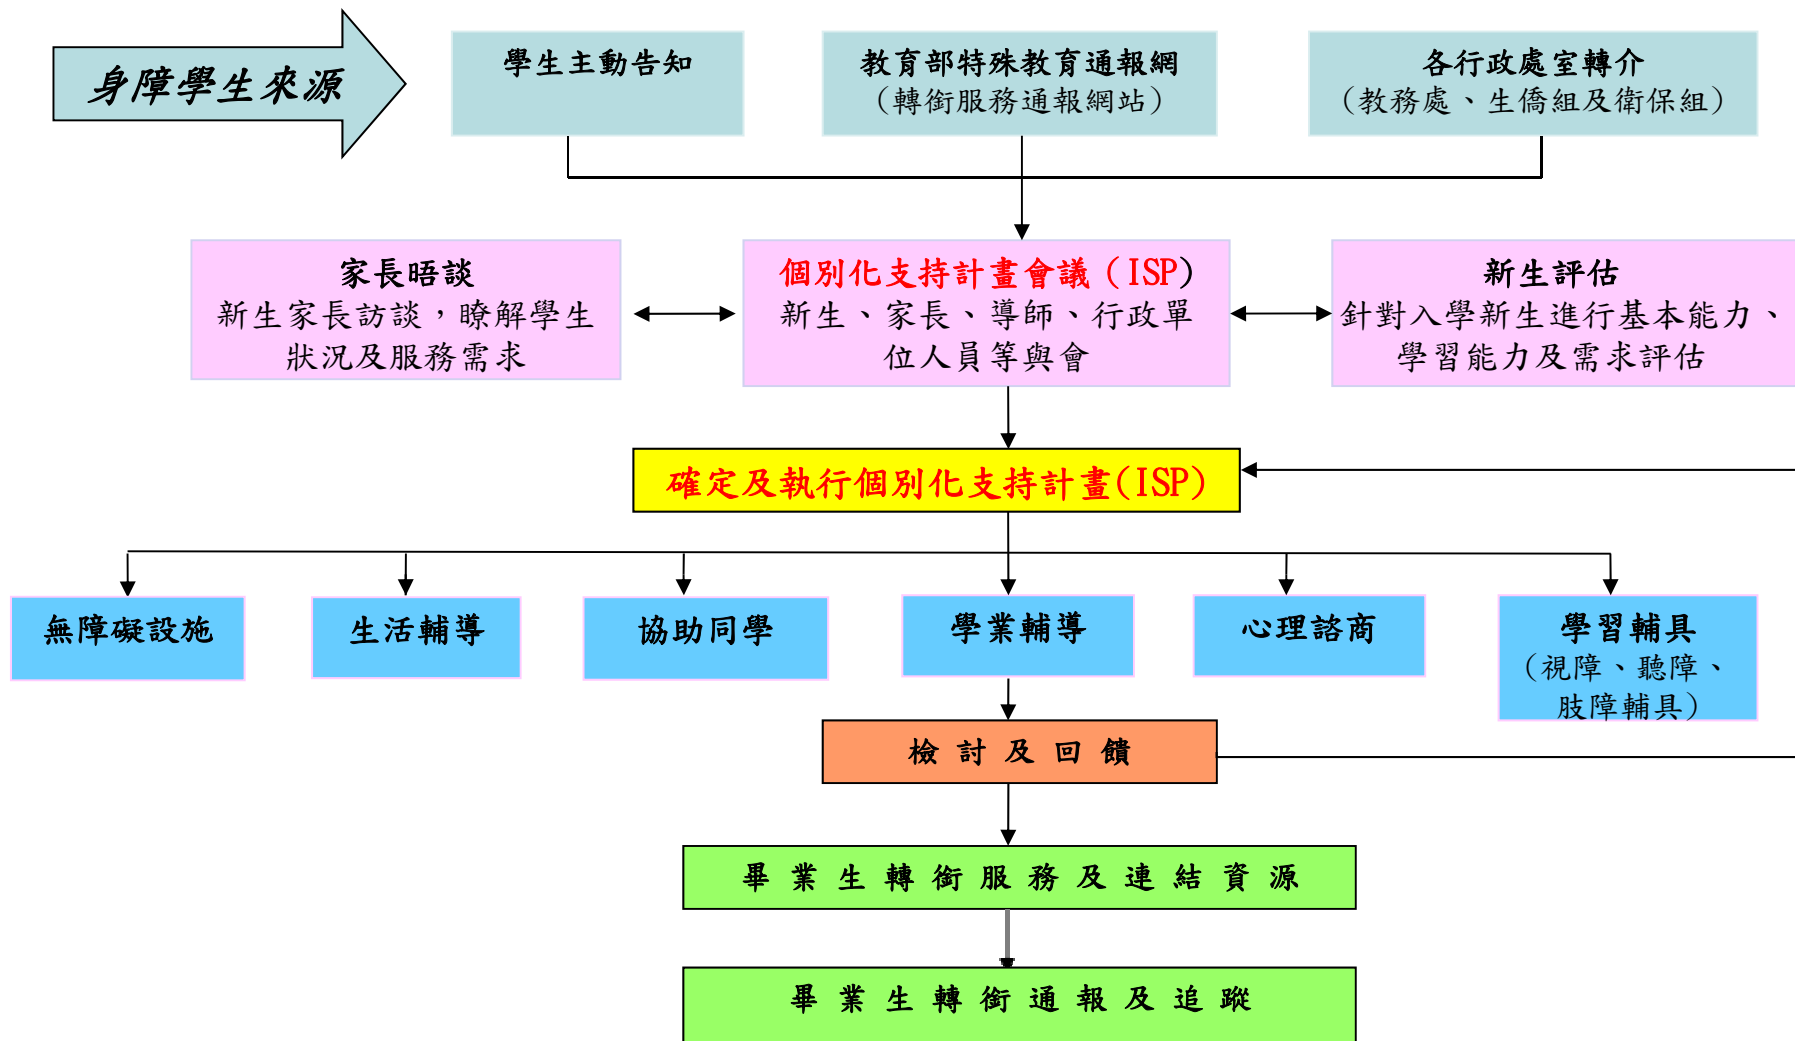 身障學生來源
學生主動告知
教育部特殊教育通報網
（轉銜服務通報網站）
各行政處室轉介
（教務處、生僑組及衛保組）
家長晤談
新生家長訪談，瞭解學生
狀況及服務需求
個別化支持計畫會議（ISP）
新生、家長、導師、行政單
位人員等與會
新生評估
針對入學新生進行基本能力、
學習能力及需求評估
確定及執行個別化支持計畫(ISP)
無障礙設施
生活輔導
協助同學
學業輔導
心理諮商
學習輔具
（視障、聽障、
肢障輔具）
檢討及回饋
畢業生轉銜服務及連結資源
畢業生轉銜通報及追蹤